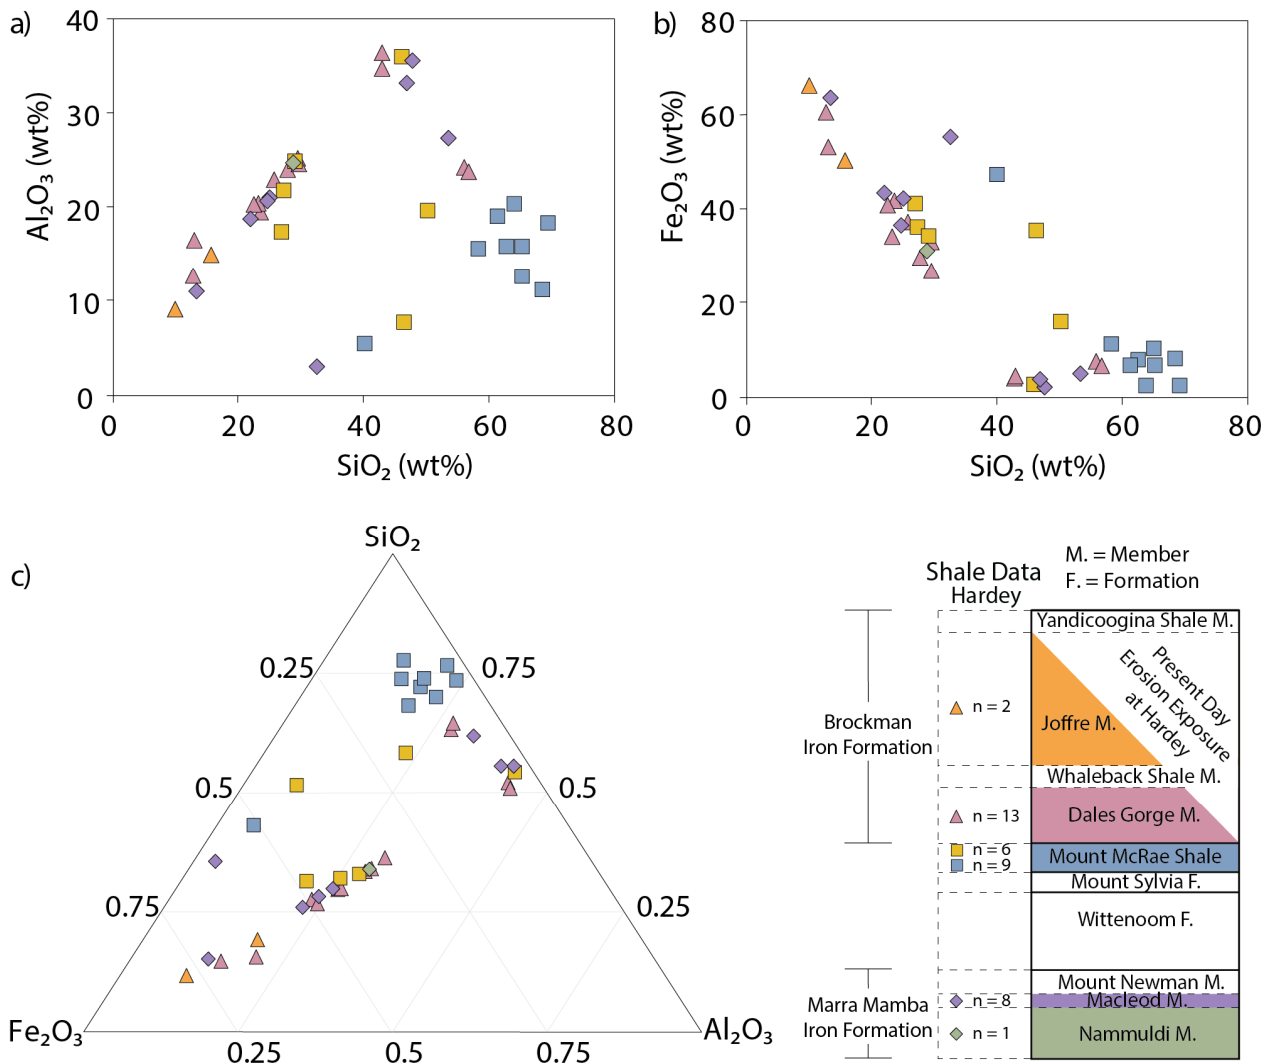 a)
40
30
20
10
0
Al₂O₃ (wt%)
0
20
40
60
80
SiO₂ (wt%)
b)
80
60
40
20
0
Fe₂O₃ (wt%)
0
20
40
60
80
SiO₂ (wt%)
c)
SiO₂
0.25
0.75
0.5
0.5
0.75
0.25
Fe₂O₃
Al₂O₃
0.25
0.5
0.75
M. = Member
F. = Formation
Shale Data
Hardey
Yandicoogina Shale M.
Present Day
Erosion Exposure
at Hardey
n = 2
Joffre M.
Brockman
Iron Formation
Whaleback Shale M.
n = 13
Dales Gorge M.
n = 6
n = 9
Mount McRae Shale
Mount Sylvia F.
Wittenoom F.
Mount Newman M.
Marra Mamba
Iron Formation
n = 8
Macleod M.
n = 1
Nammuldi M.